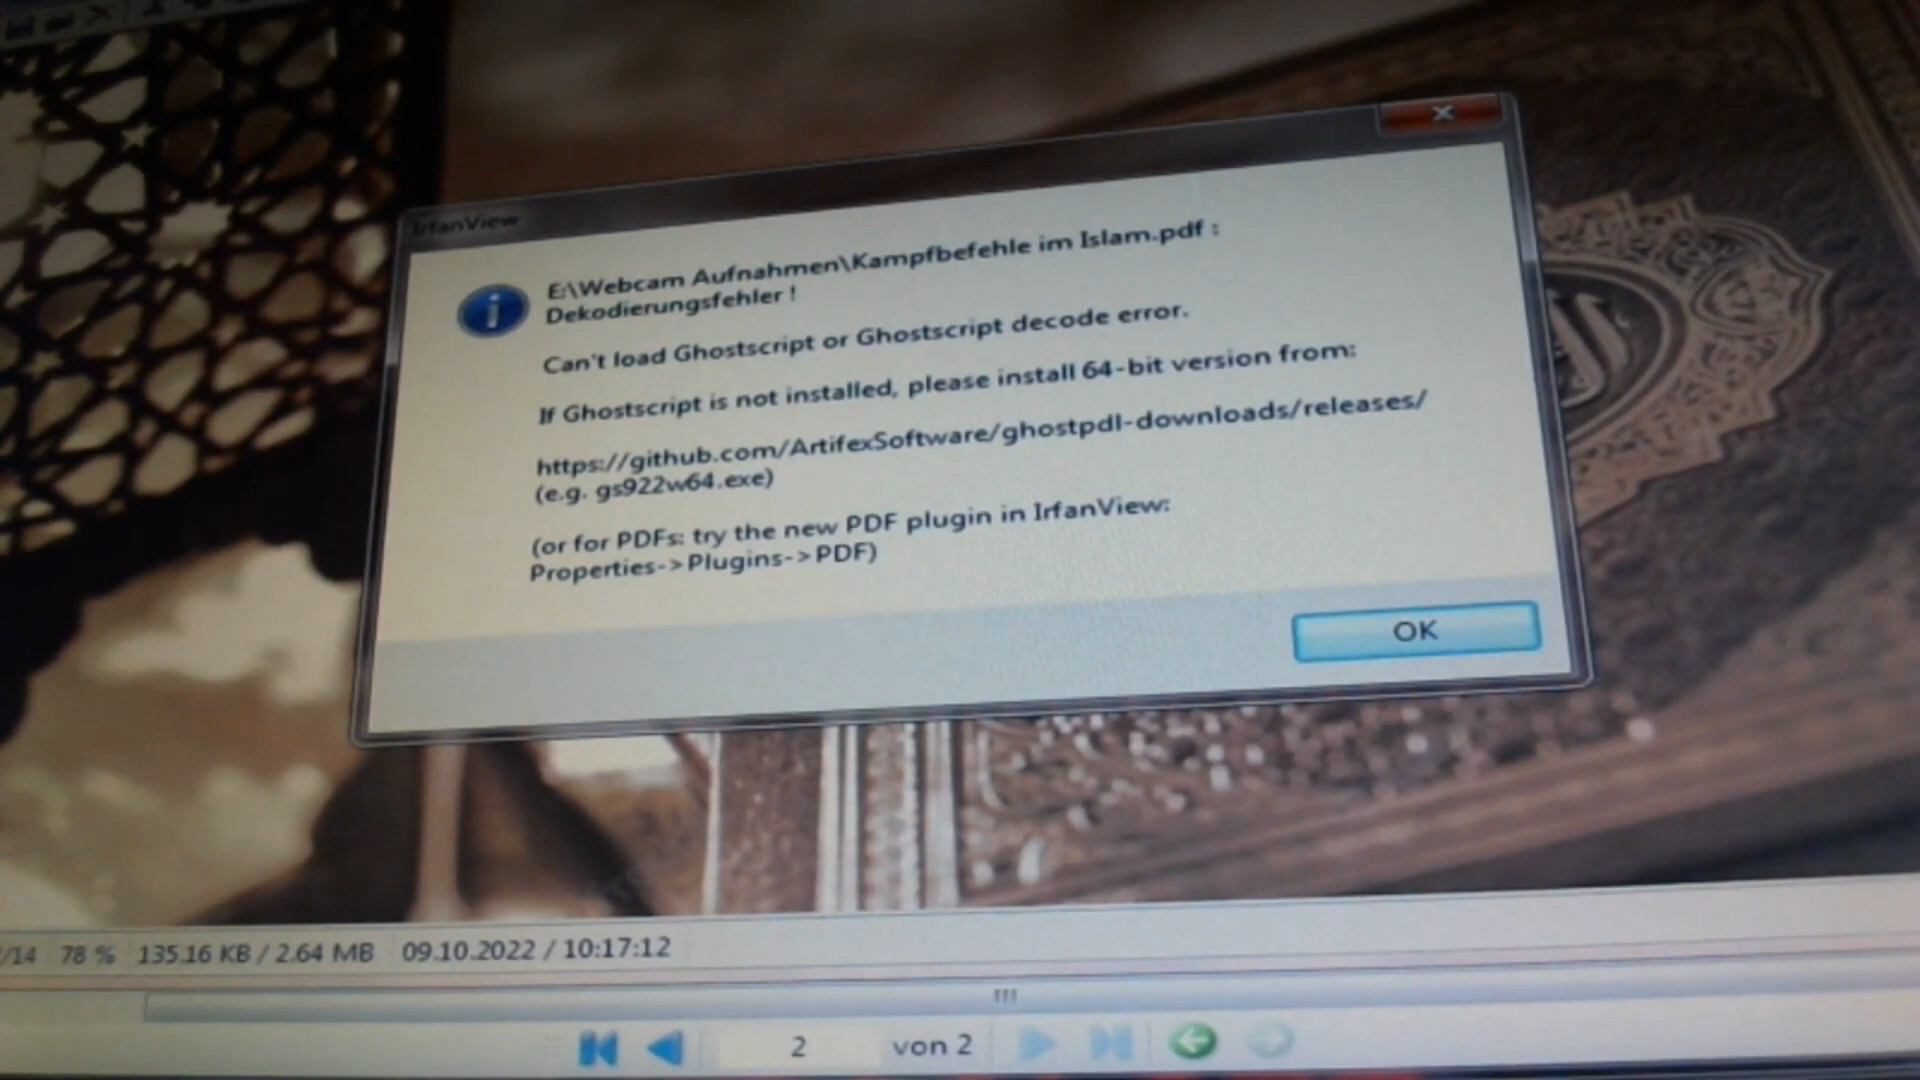 IrfanView
E:\Webcam Aufnahmen\Kampfbefehle im Islam.pdf :
Dekodierungsfehler !
Can't load Ghostscript or Ghostscript decode error.
If Ghostscript is not installed, please install 64-bit version from:
https://github.com/ArtifexSoftware/ghostpdl-downloads/releases/
(e.g. gs922w64.exe)
(or for PDFs: try the new PDF plugin in IrfanView:
Properties->Plugins->PDF)
OK
/14 78 % 135.16 KB / 2.64 MB 09.10.2022 / 10:17:12
2 von 2